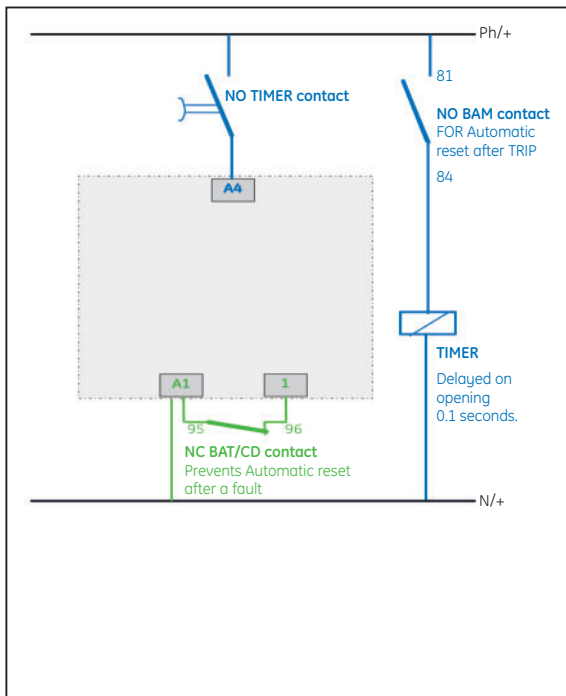 Ph/+
81
NO TIMER contact
NO BAM contact
FOR Automatic
reset after TRIP
84
A4
TIMER
Delayed on
opening
0.1 seconds.
A1
1
95
96
NC BAT/CD contact
Prevents Automatic reset
after a fault
N/+